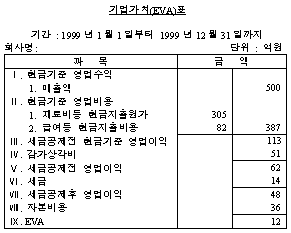 기업가치(EVA)표
기간 : 1999 년 1 월 1 일부터 1999 년 12 월 31 일까지
회사명: 단위 : 억원
과 목 금 액
Ⅰ. 현금기준 영업수익
1. 매출액 500
Ⅱ. 현금기준 영업비용
1. 재료비등 현금지출원가 305
2. 급여등 현금지출비용 82 387
Ⅲ. 세금공제전 현금기준 영업이익 113
Ⅳ. 감가상각비 51
Ⅴ. 세금공제전 영업이익 62
Ⅵ. 세금 14
Ⅶ. 세금공제후 영업이익 48
Ⅷ. 자본비용 36
Ⅸ. EVA 12